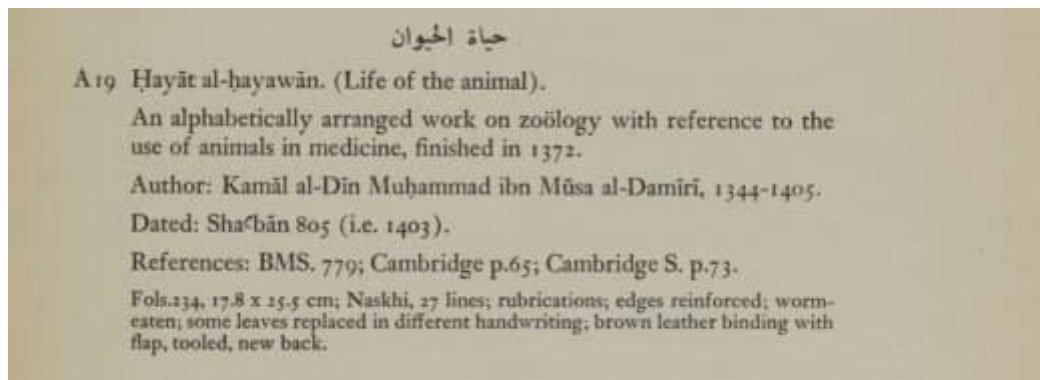 حياة الحيوان
A 19 Ḥayāt al-ḥayawān. (Life of the animal).
An alphabetically arranged work on zoölogy with reference to the
use of animals in medicine, finished in 1372.
Author: Kamāl al-Dīn Muḥammad ibn Mūsa al-Damīrī, 1344-1405.
Dated: Shaʿbān 805 (i.e. 1403).
References: BMS. 779; Cambridge p.65; Cambridge S. p.73.
Fols.234, 17.8 x 25.5 cm; Naskhi, 27 lines; rubrications; edges reinforced; worm-
eaten; some leaves replaced in different handwriting; brown leather binding with
flap, tooled, new back.